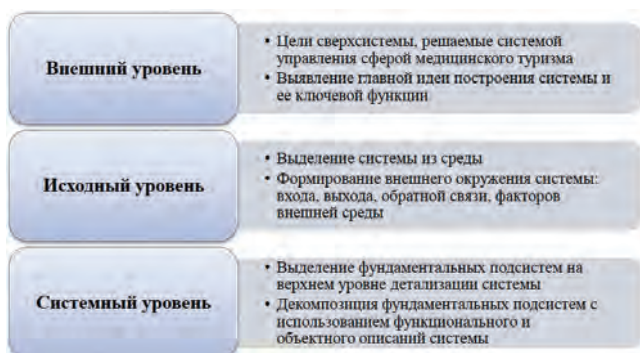 Внешний уровень
• Цели сверхсистемы, решаемые системой
управления сферой медицинского туризма
• Выявление главной идеи построения системы и
ее ключевой функции
Исходный уровень
• Выделение системы из среды
• Формирование внешнего окружения системы:
входа, выхода, обратной связи, факторов
внешней среды
Системный уровень
• Выделение фундаментальных подсистем на
верхнем уровне детализации системы
• Декомпозиция фундаментальных подсистем с
использованием функционального и
объектного описаний системы